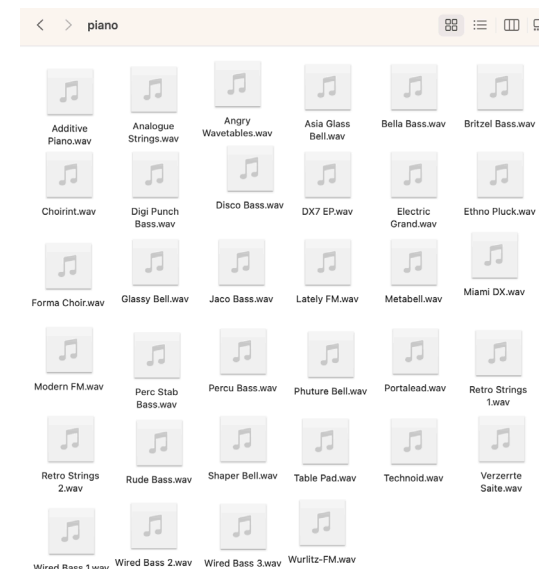 piano
Additive
Piano.wav
Analogue
Strings.wav
Angry
Wavetables.wav
Asia Glass
Bell.wav
Bella Bass.wav
Britzel Bass.wav
Choirint.wav
Digi Punch
Bass.wav
Disco Bass.wav
DX7 EP.wav
Electric
Grand.wav
Ethno Pluck.wav
Forma Choir.wav
Glassy Bell.wav
Jaco Bass.wav
Lately FM.wav
Metabell.wav
Miami DX.wav
Modern FM.wav
Perc Stab
Bass.wav
Percu Bass.wav
Phuture Bell.wav
Portalead.wav
Retro Strings
1.wav
Retro Strings
2.wav
Rude Bass.wav
Shaper Bell.wav
Table Pad.wav
Technoid.wav
Verzerrte
Saite.wav
Wired Bass 1.wav
Wired Bass 2.wav
Wired Bass 3.wav
Wurlitz-FM.wav